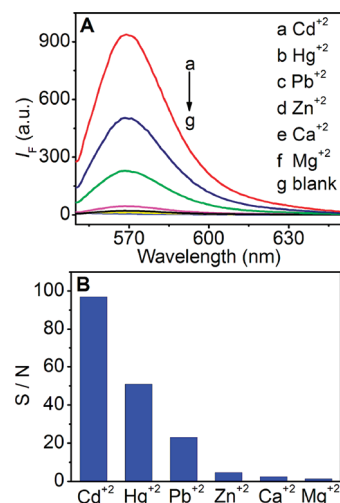 A
a Cd+2
b Hg+2
c Pb+2
d Zn+2
e Ca+2
f Mg+2
g blank
a
g
900
600
300
0
I F (a.u.)
570 600 630
Wavelength (nm)
B
100
80
60
40
20
0
S / N
Cd+2 Hg+2 Pb+2 Zn+2 Ca+2 Mg+2